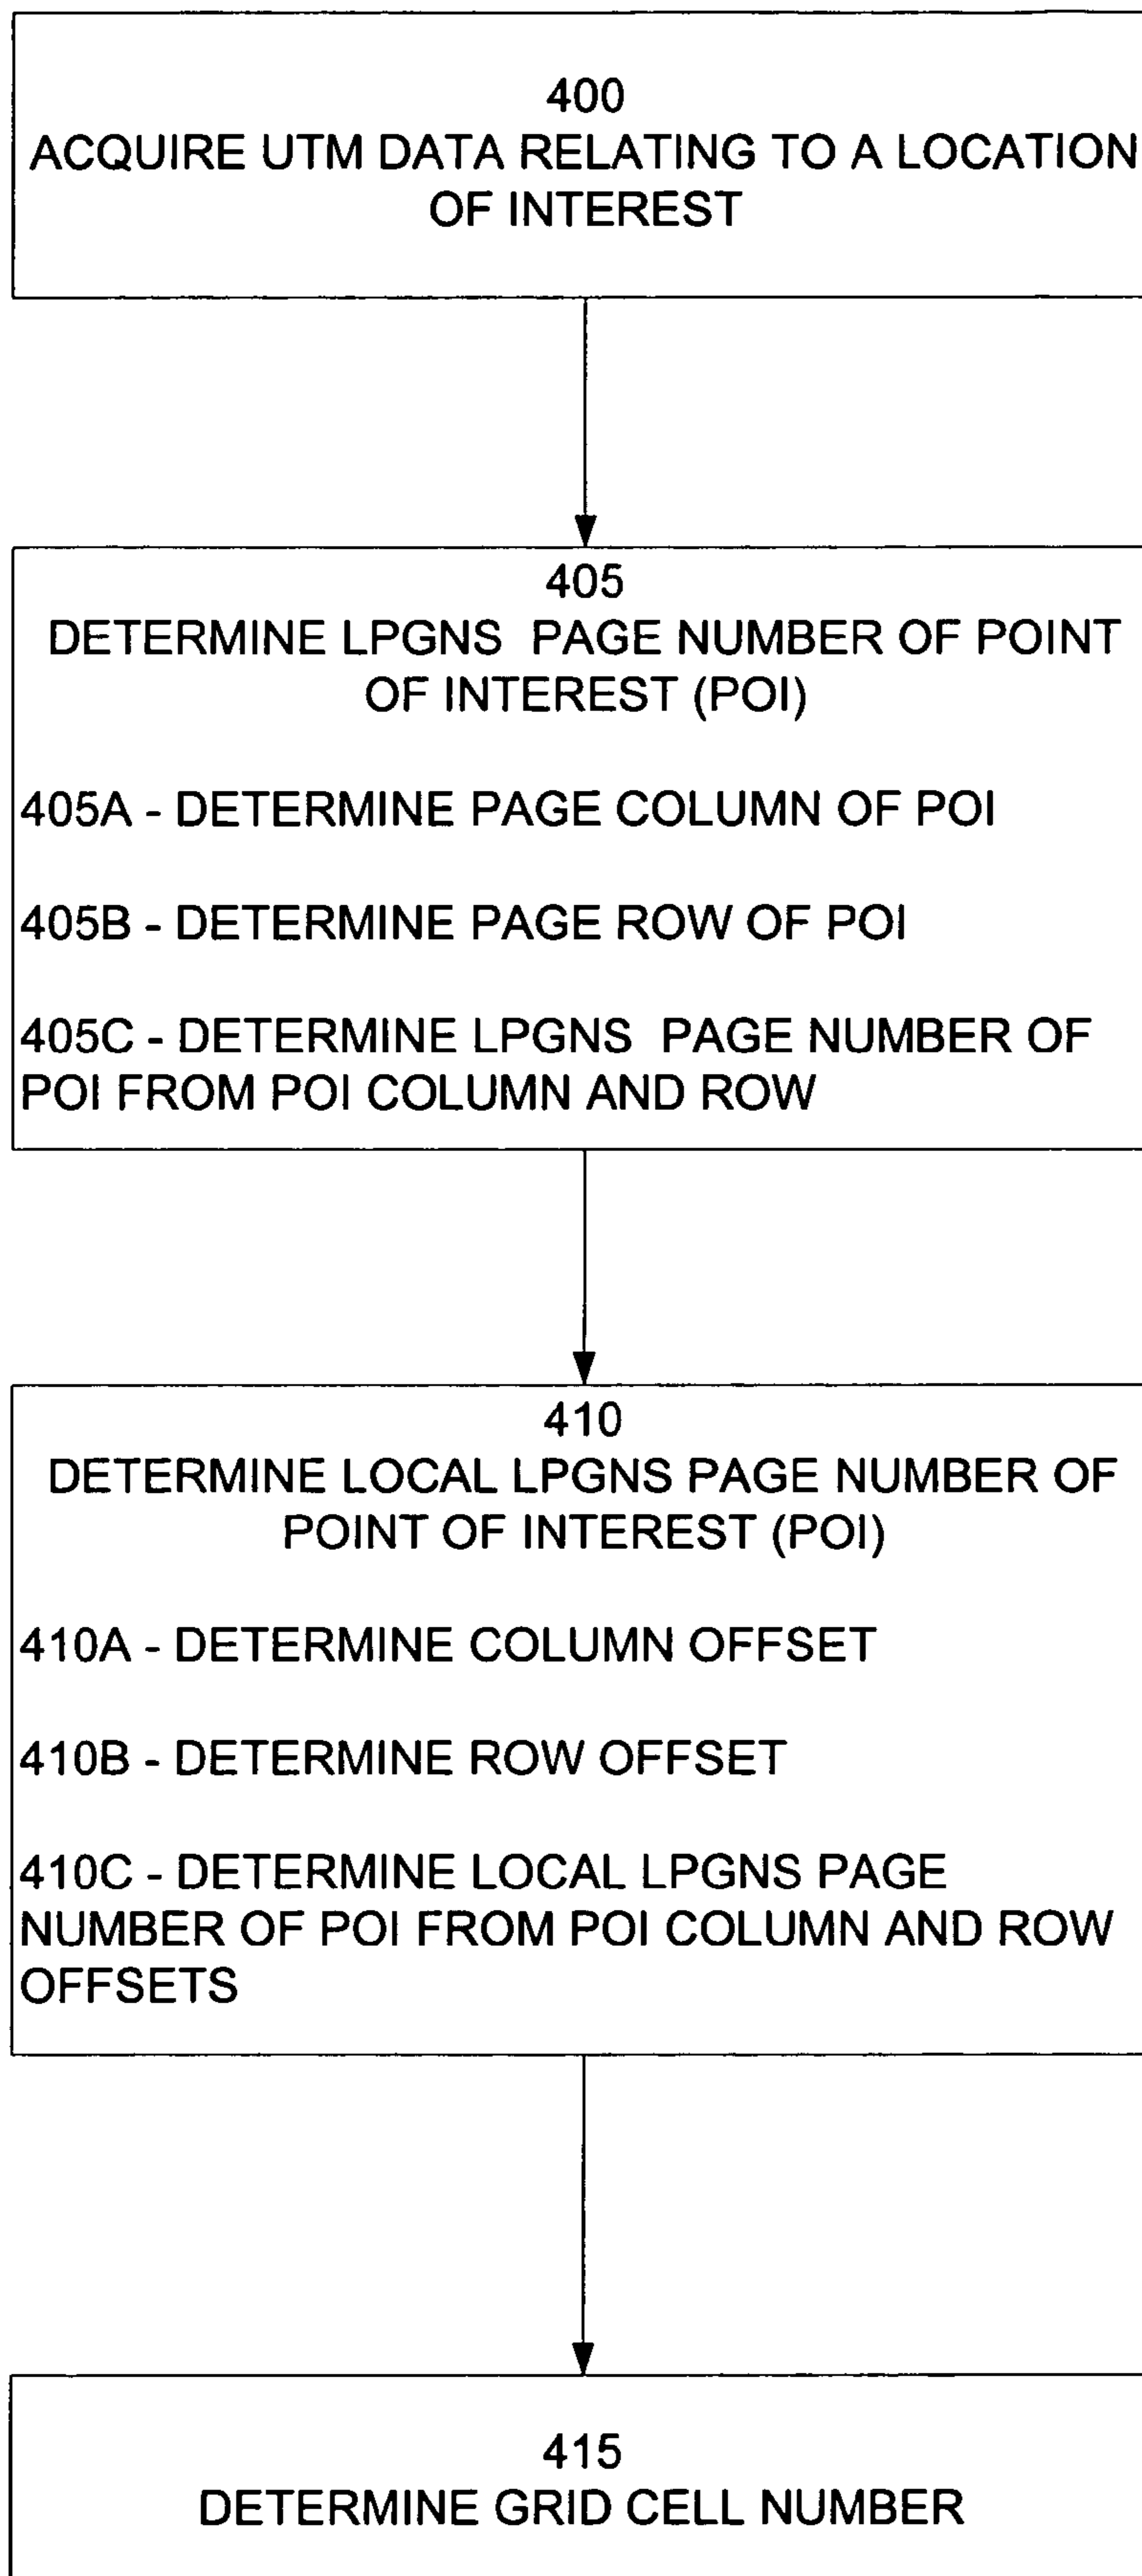 400
ACQUIRE UTM DATA RELATING TO A LOCATION
OF INTEREST
405
DETERMINE LPGNS PAGE NUMBER OF POINT
OF INTEREST (POI)
405A - DETERMINE PAGE COLUMN OF POI
405B - DETERMINE PAGE ROW OF POI
405C - DETERMINE LPGNS PAGE NUMBER OF
POI FROM POI COLUMN AND ROW
410
DETERMINE LOCAL LPGNS PAGE NUMBER OF
POINT OF INTEREST (POI)
410A - DETERMINE COLUMN OFFSET
410B - DETERMINE ROW OFFSET
410C - DETERMINE LOCAL LPGNS PAGE
NUMBER OF POI FROM POI COLUMN AND ROW
OFFSETS
415
DETERMINE GRID CELL NUMBER